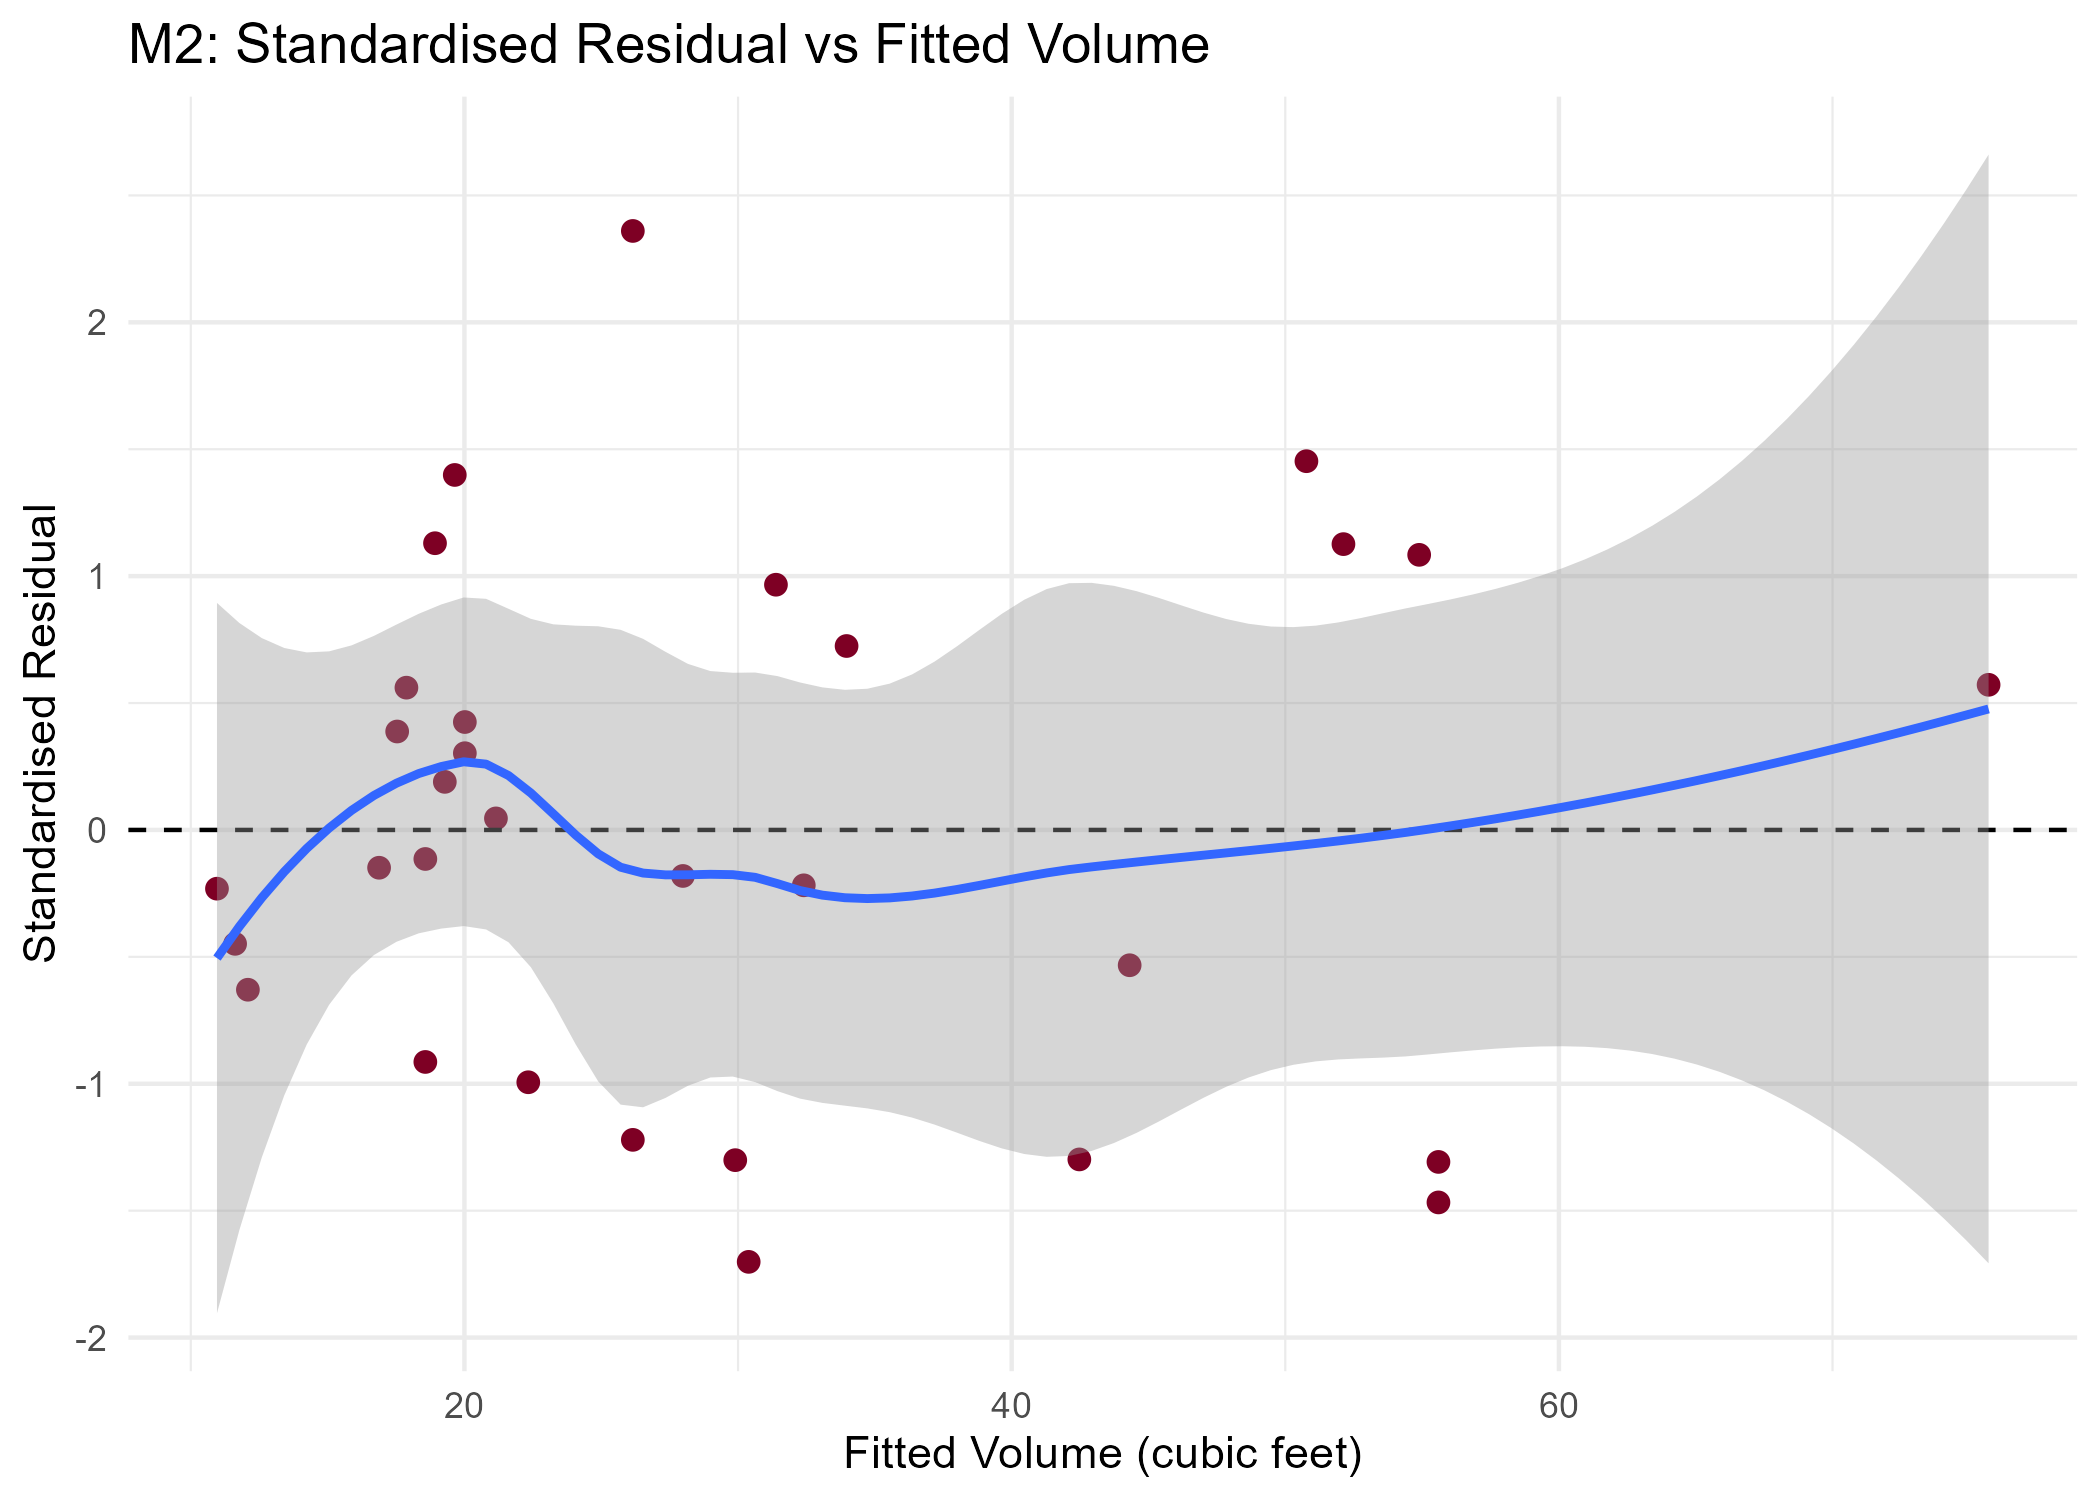 M2: Standardised Residual vs Fitted Volume
Standardised Residual
2
1
0
-1
-2
20
40
60
Fitted Volume (cubic feet)